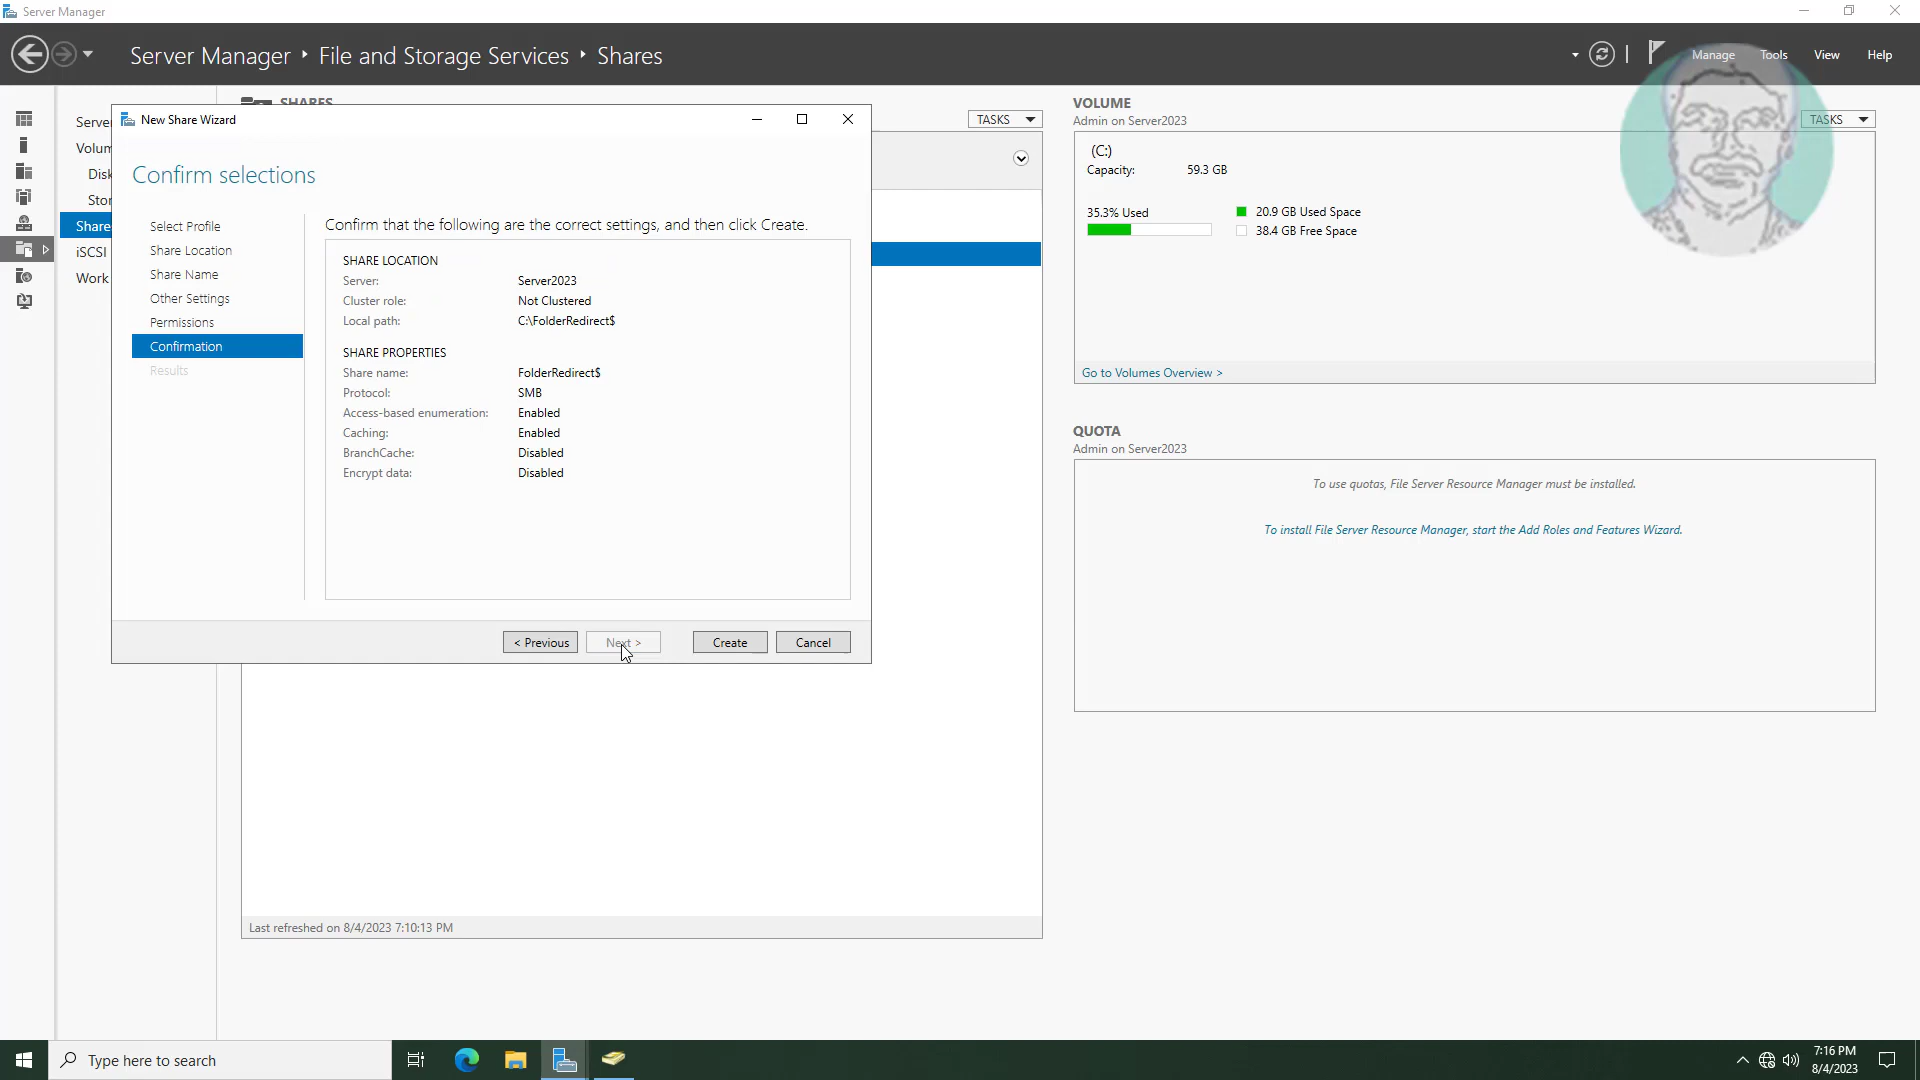 Server Manager
Server Manager ‣ File and Storage Services ‣ Shares
Manage
Tools
View
Help
Share
iSCSI
Work
SHARES
TASKS
New Share Wizard
Confirm selections
Select Profile
Share Location
Share Name
Other Settings
Permissions
Confirmation
Results
Confirm that the following are the correct settings, and then click Create.
SHARE LOCATION
Server: Server2023
Cluster role: Not Clustered
Local path: C:\FolderRedirect$
SHARE PROPERTIES
Share name: FolderRedirect$
Protocol: SMB
Access-based enumeration: Enabled
Caching: Enabled
BranchCache: Disabled
Encrypt data: Disabled
< Previous
Next >
Create
Cancel
Last refreshed on 8/4/2023 7:10:13 PM
VOLUME
Admin on Server2023
TASKS
(C:)
Capacity: 59.3 GB
35.3% Used
20.9 GB Used Space
38.4 GB Free Space
Go to Volumes Overview >
QUOTA
Admin on Server2023
To use quotas, File Server Resource Manager must be installed.
To install File Server Resource Manager, start the Add Roles and Features Wizard.
Type here to search
7:16 PM
8/4/2023